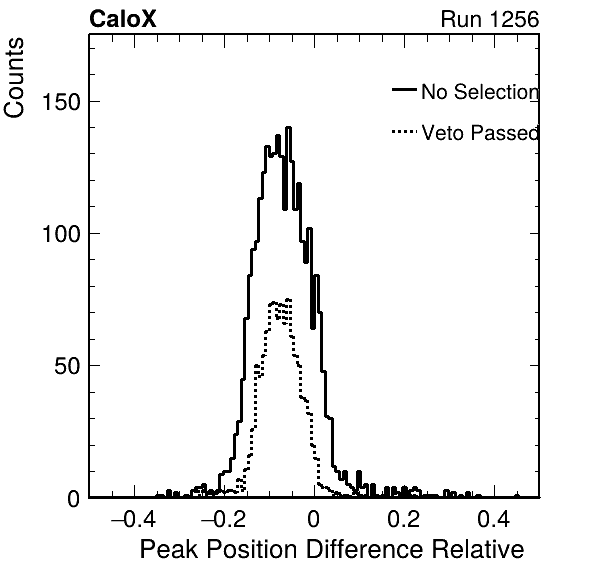 CaloX Run 1256
Counts
No Selection
Veto Passed
150
100
50
0
−0.4 −0.2 0 0.2 0.4
Peak Position Difference Relative